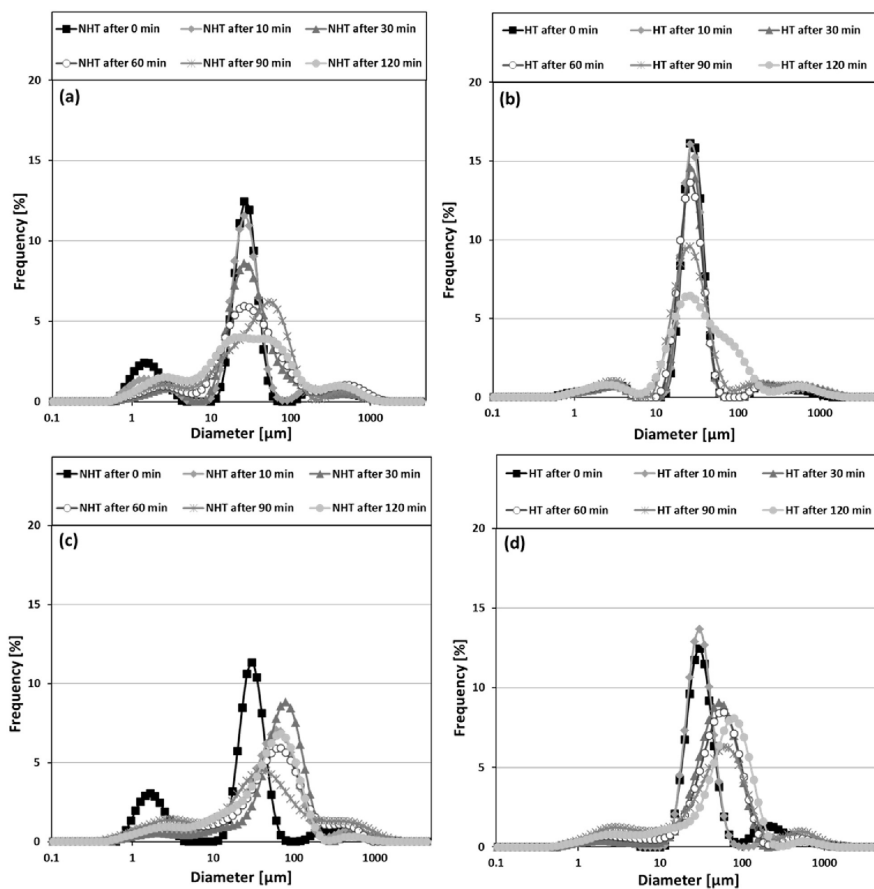 NHT after 0 min NHT after 10 min NHT after 30 min
NHT after 60 min NHT after 90 min NHT after 120 min
20
(a)
15
Frequency [%]
10
5
0
0.1 1 10 100 1000
Diameter [µm]
HT after 0 min HT after 10 min HT after 30 min
HT after 60 min HT after 90 min HT after 120 min
20
(b)
15
Frequency [%]
10
5
0
0.1 1 10 100 1000
Diameter [µm]
NHT after 0 min NHT after 10 min NHT after 30 min
NHT after 60 min NHT after 90 min NHT after 120 min
20
(c)
15
Frequency [%]
10
5
0
0.1 1 10 100 1000
Diameter [µm]
HT after 0 min HT after 10 min HT after 30 min
HT after 60 min HT after 90 min HT after 120 min
20
(d)
15
Frequency [%]
10
5
0
0.1 1 10 100 1000
Diameter [µm]